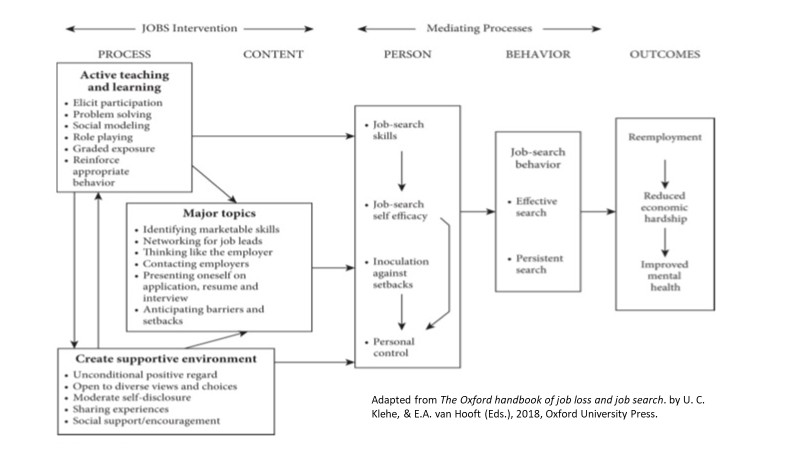 JOBS Intervention
Mediating Processes
PROCESS
CONTENT
PERSON
BEHAVIOR
OUTCOMES
Active teaching
and learning
• Elicit participation
• Problem solving
• Social modeling
• Role playing
• Graded exposure
• Reinforce
appropriate
behavior
Major topics
• Identifying marketable skills
• Networking for job leads
• Thinking like the employer
• Contacting employers
• Presenting oneself on
application, resume and
interview
• Anticipating barriers and
setbacks
Create supportive environment
• Unconditional positive regard
• Open to diverse views and choices
• Moderate self-disclosure
• Sharing experiences
• Social support/encouragement
• Job-search
skills
• Job-search
self efficacy
• Inoculation
against
setbacks
• Personal
control
Job-search
behavior
• Effective
search
• Persistent
search
Reemployment
Reduced
economic
hardship
Improved
mental
health
Adapted from The Oxford handbook of job loss and job search. by U. C.
Klehe, & E.A. van Hooft (Eds.), 2018, Oxford University Press.